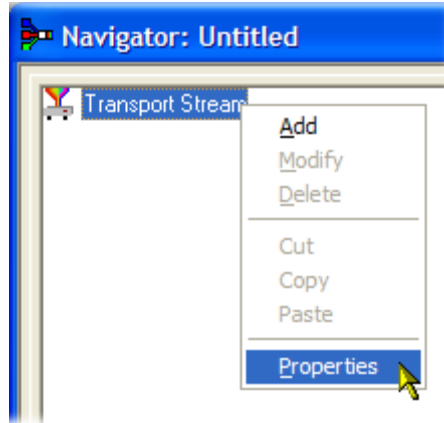 Navigator: Untitled
Transport Stream
Add
Modify
Delete
Cut
Copy
Paste
Properties